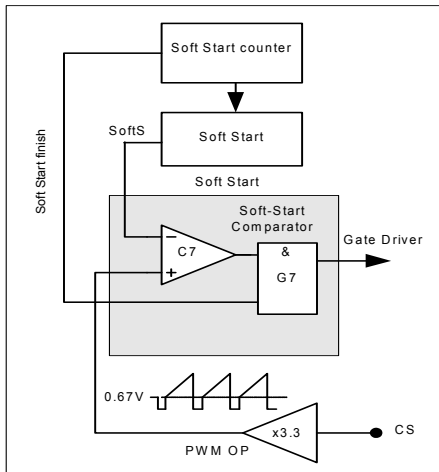 Soft Start counter
Soft Start
SoftS
Soft Start finish
Soft Start
Soft-Start
Comparator
Gate Driver
−
C7
+
&
G7
0.67V
x3.3
CS
PWM OP